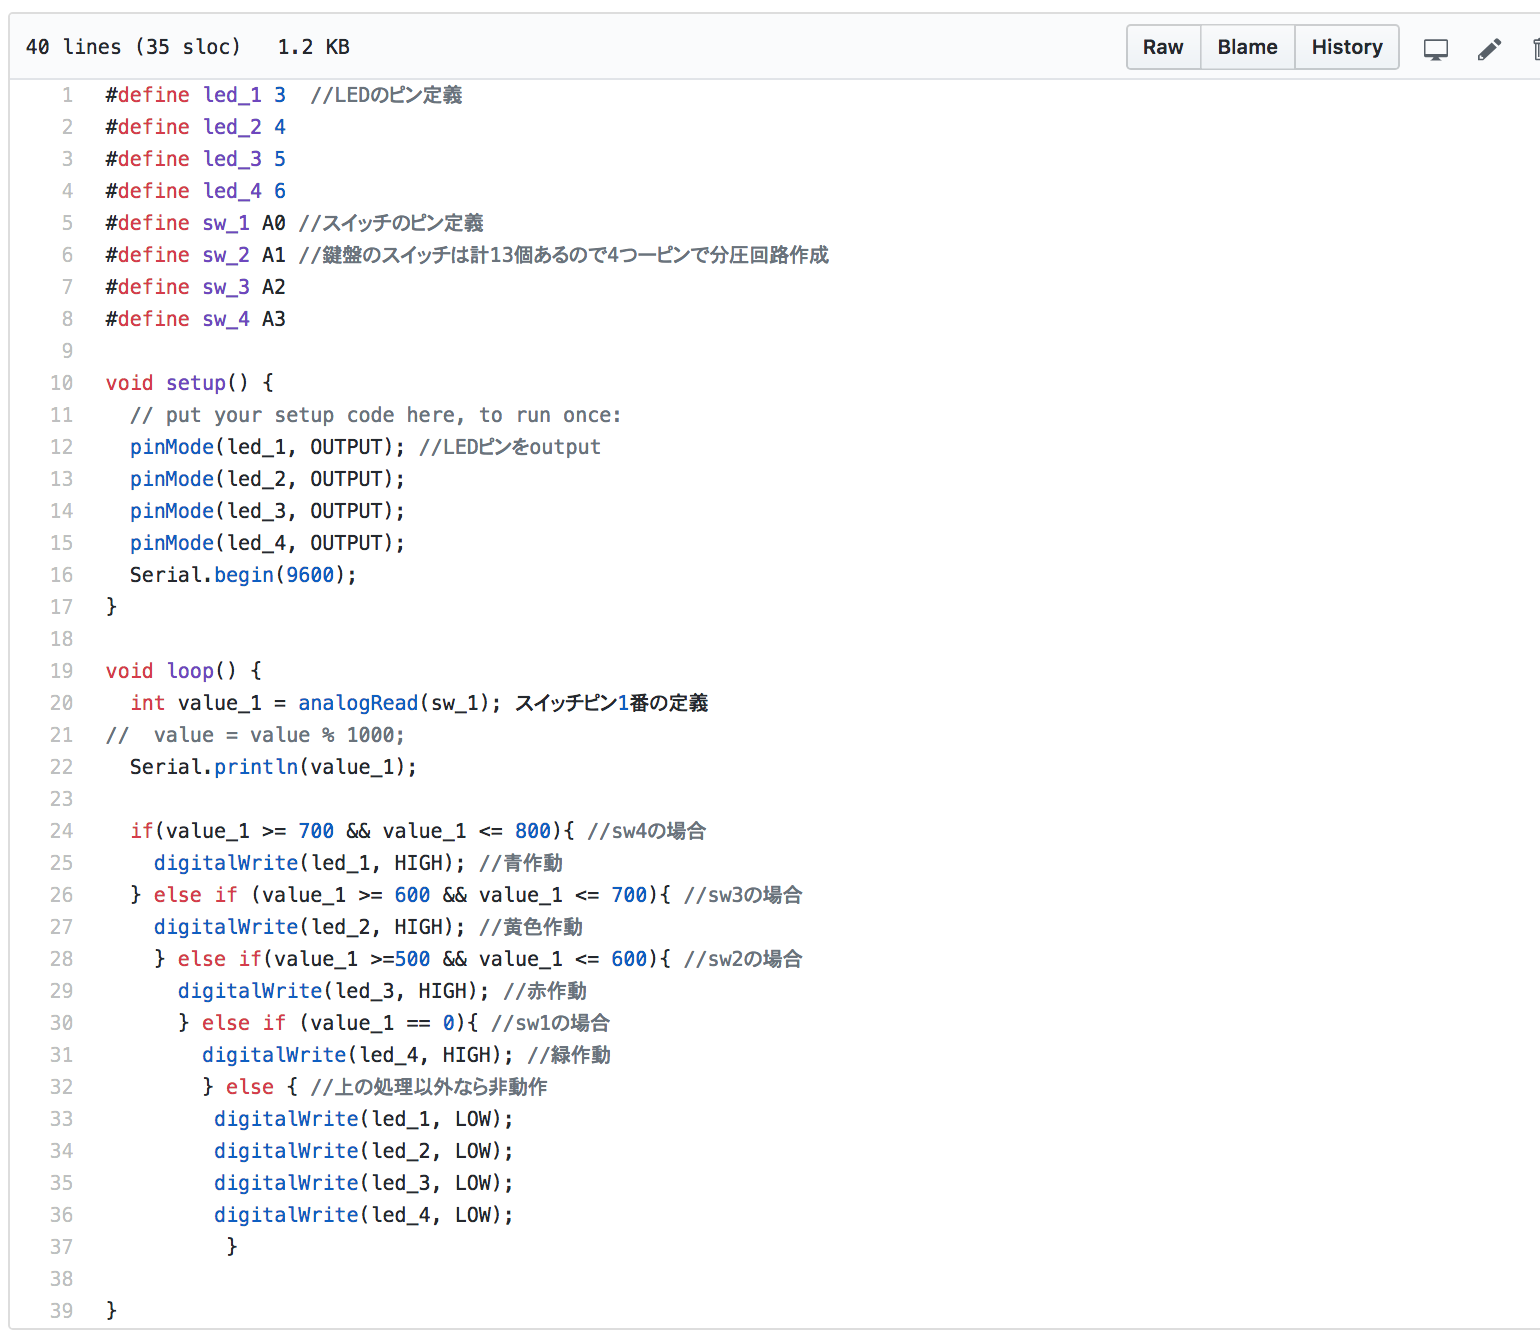 40 lines (35 sloc)   1.2 KB   Raw   Blame   History
1 #define led_1 3  //LEDのピン定義
2 #define led_2 4
3 #define led_3 5
4 #define led_4 6
5 #define sw_1 A0 //スイッチのピン定義
6 #define sw_2 A1 //鍵盤のスイッチは計13個あるので4つ一ピンで分圧回路作成
7 #define sw_3 A2
8 #define sw_4 A3
9
10 void setup() {
11   // put your setup code here, to run once:
12   pinMode(led_1, OUTPUT); //LEDピンをoutput
13   pinMode(led_2, OUTPUT);
14   pinMode(led_3, OUTPUT);
15   pinMode(led_4, OUTPUT);
16   Serial.begin(9600);
17 }
18
19 void loop() {
20   int value_1 = analogRead(sw_1); スイッチピン1番の定義
21 //  value = value % 1000;
22   Serial.println(value_1);
23
24   if(value_1 >= 700 && value_1 <= 800){ //sw4の場合
25     digitalWrite(led_1, HIGH); //青作動
26   } else if (value_1 >= 600 && value_1 <= 700){ //sw3の場合
27     digitalWrite(led_2, HIGH); //黄色作動
28     } else if(value_1 >=500 && value_1 <= 600){ //sw2の場合
29       digitalWrite(led_3, HIGH); //赤作動
30       } else if (value_1 == 0){ //sw1の場合
31         digitalWrite(led_4, HIGH); //緑作動
32         } else { //上の処理以外なら非動作
33          digitalWrite(led_1, LOW);
34          digitalWrite(led_2, LOW);
35          digitalWrite(led_3, LOW);
36          digitalWrite(led_4, LOW);
37           }
38
39 }